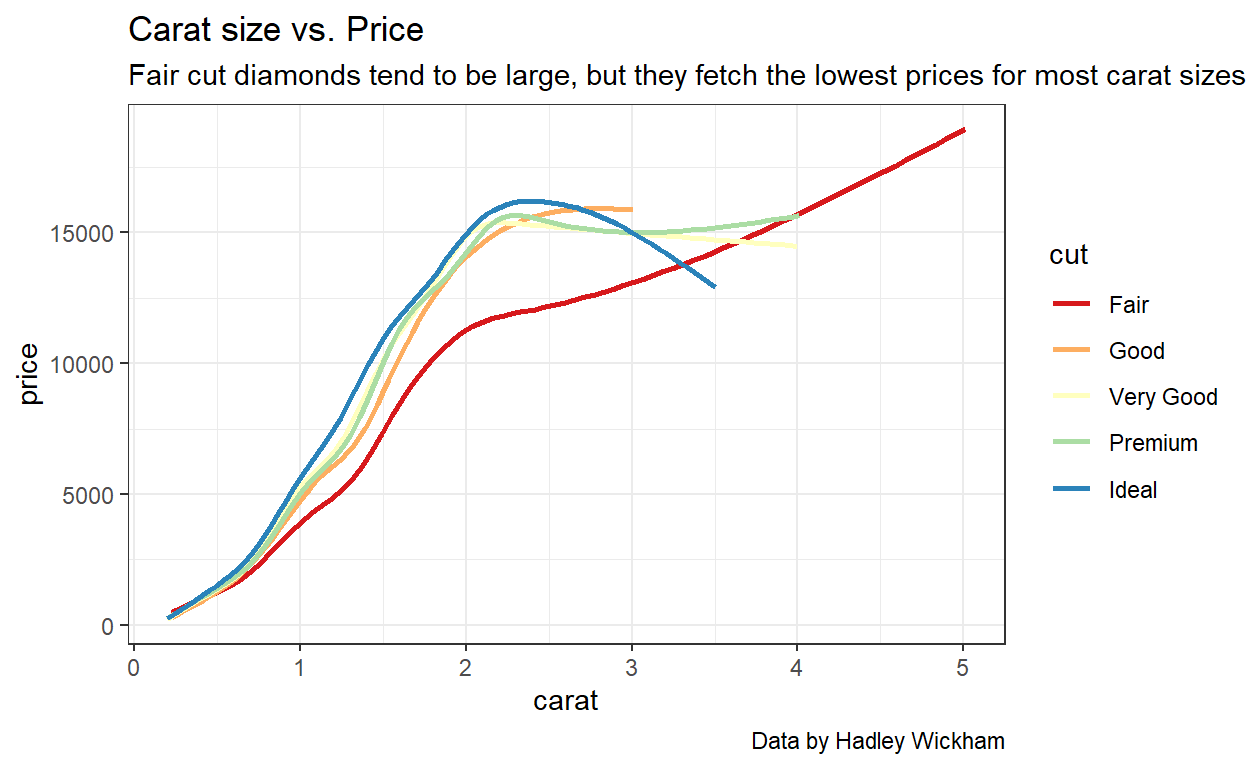 Carat size vs. Price
Fair cut diamonds tend to be large, but they fetch the lowest prices for most carat sizes
price
15000
10000
5000
0
0 1 2 3 4 5
carat
cut
Fair
Good
Very Good
Premium
Ideal
Data by Hadley Wickham